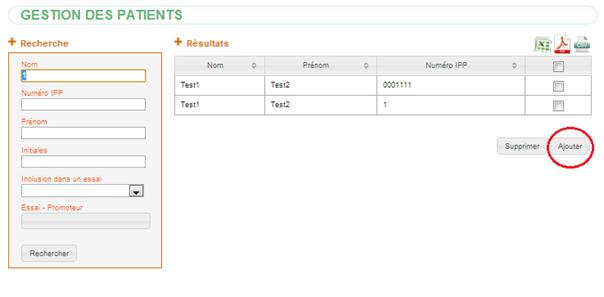 GESTION DES PATIENTS
Recherche
Nom
1
Numéro IPP
Prénom
Initiales
Inclusion dans un essai
Essai - Promoteur
Rechercher
Résultats
Nom Prénom Numéro IPP
Test1 Test2 0001111
Test1 Test2 1
Supprimer Ajouter